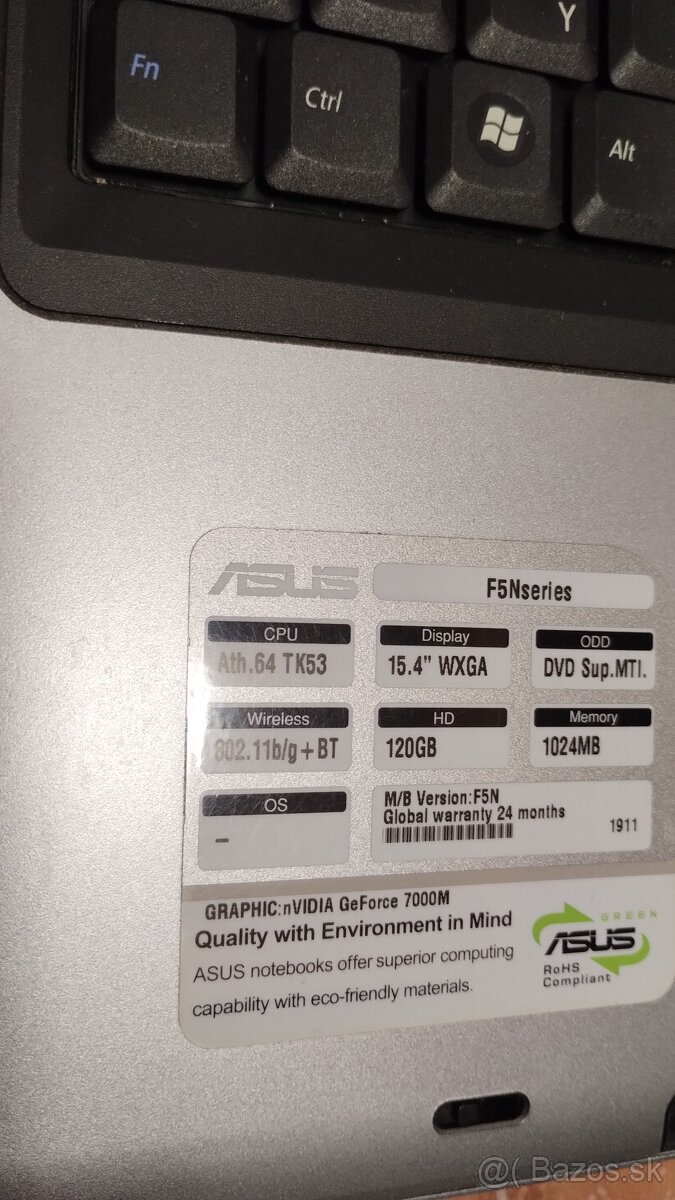 Y
Fn
Ctrl
Alt
ASUS
F5Nseries
CPU
Display
ODD
Ath.64 TK53
15.4" WXGA
DVD Sup.MTI.
Wireless
HD
Memory
802.11b/g+BT
120GB
1024MB
OS
–
M/B Version:F5N
Global warranty 24 months
1911
GRAPHIC:nVIDIA GeForce 7000M
Quality with Environment in Mind
ASUS notebooks offer superior computing
capability with eco-friendly materials.
GREEN
ASUS
RoHS
Compliant
@( Bazos.sk